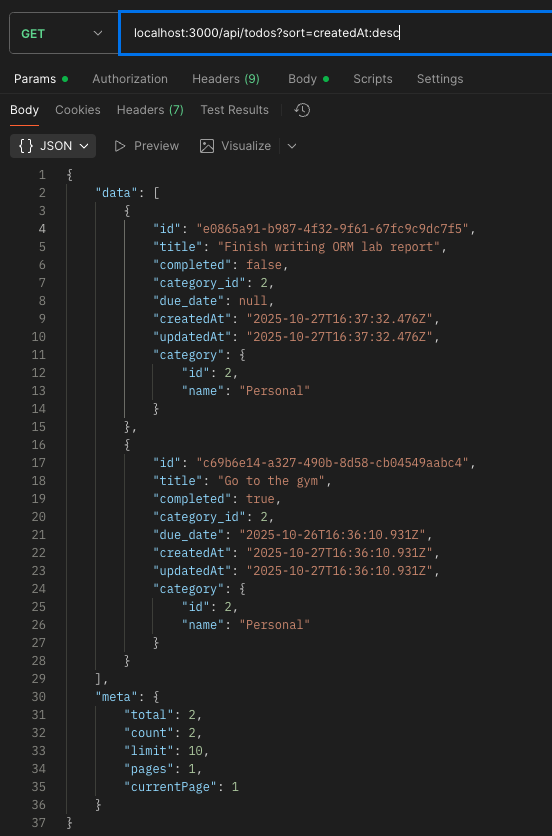 GET localhost:3000/api/todos?sort=createdAt:desc
Params Authorization Headers (9) Body Scripts Settings
Body Cookies Headers (7) Test Results
{} JSON Preview Visualize
1 {
2 "data": [
3 {
4 "id": "e0865a91-b987-4f32-9f61-67fc9c9dc7f5",
5 "title": "Finish writing ORM lab report",
6 "completed": false,
7 "category_id": 2,
8 "due_date": null,
9 "createdAt": "2025-10-27T16:37:32.476Z",
10 "updatedAt": "2025-10-27T16:37:32.476Z",
11 "category": {
12 "id": 2,
13 "name": "Personal"
14 }
15 },
16 {
17 "id": "c69b6e14-a327-490b-8d58-cb04549aabc4",
18 "title": "Go to the gym",
19 "completed": true,
20 "category_id": 2,
21 "due_date": "2025-10-26T16:36:10.931Z",
22 "createdAt": "2025-10-27T16:36:10.931Z",
23 "updatedAt": "2025-10-27T16:36:10.931Z",
24 "category": {
25 "id": 2,
26 "name": "Personal"
27 }
28 }
29 ],
30 "meta": {
31 "total": 2,
32 "count": 2,
33 "limit": 10,
34 "pages": 1,
35 "currentPage": 1
36 }
37 }